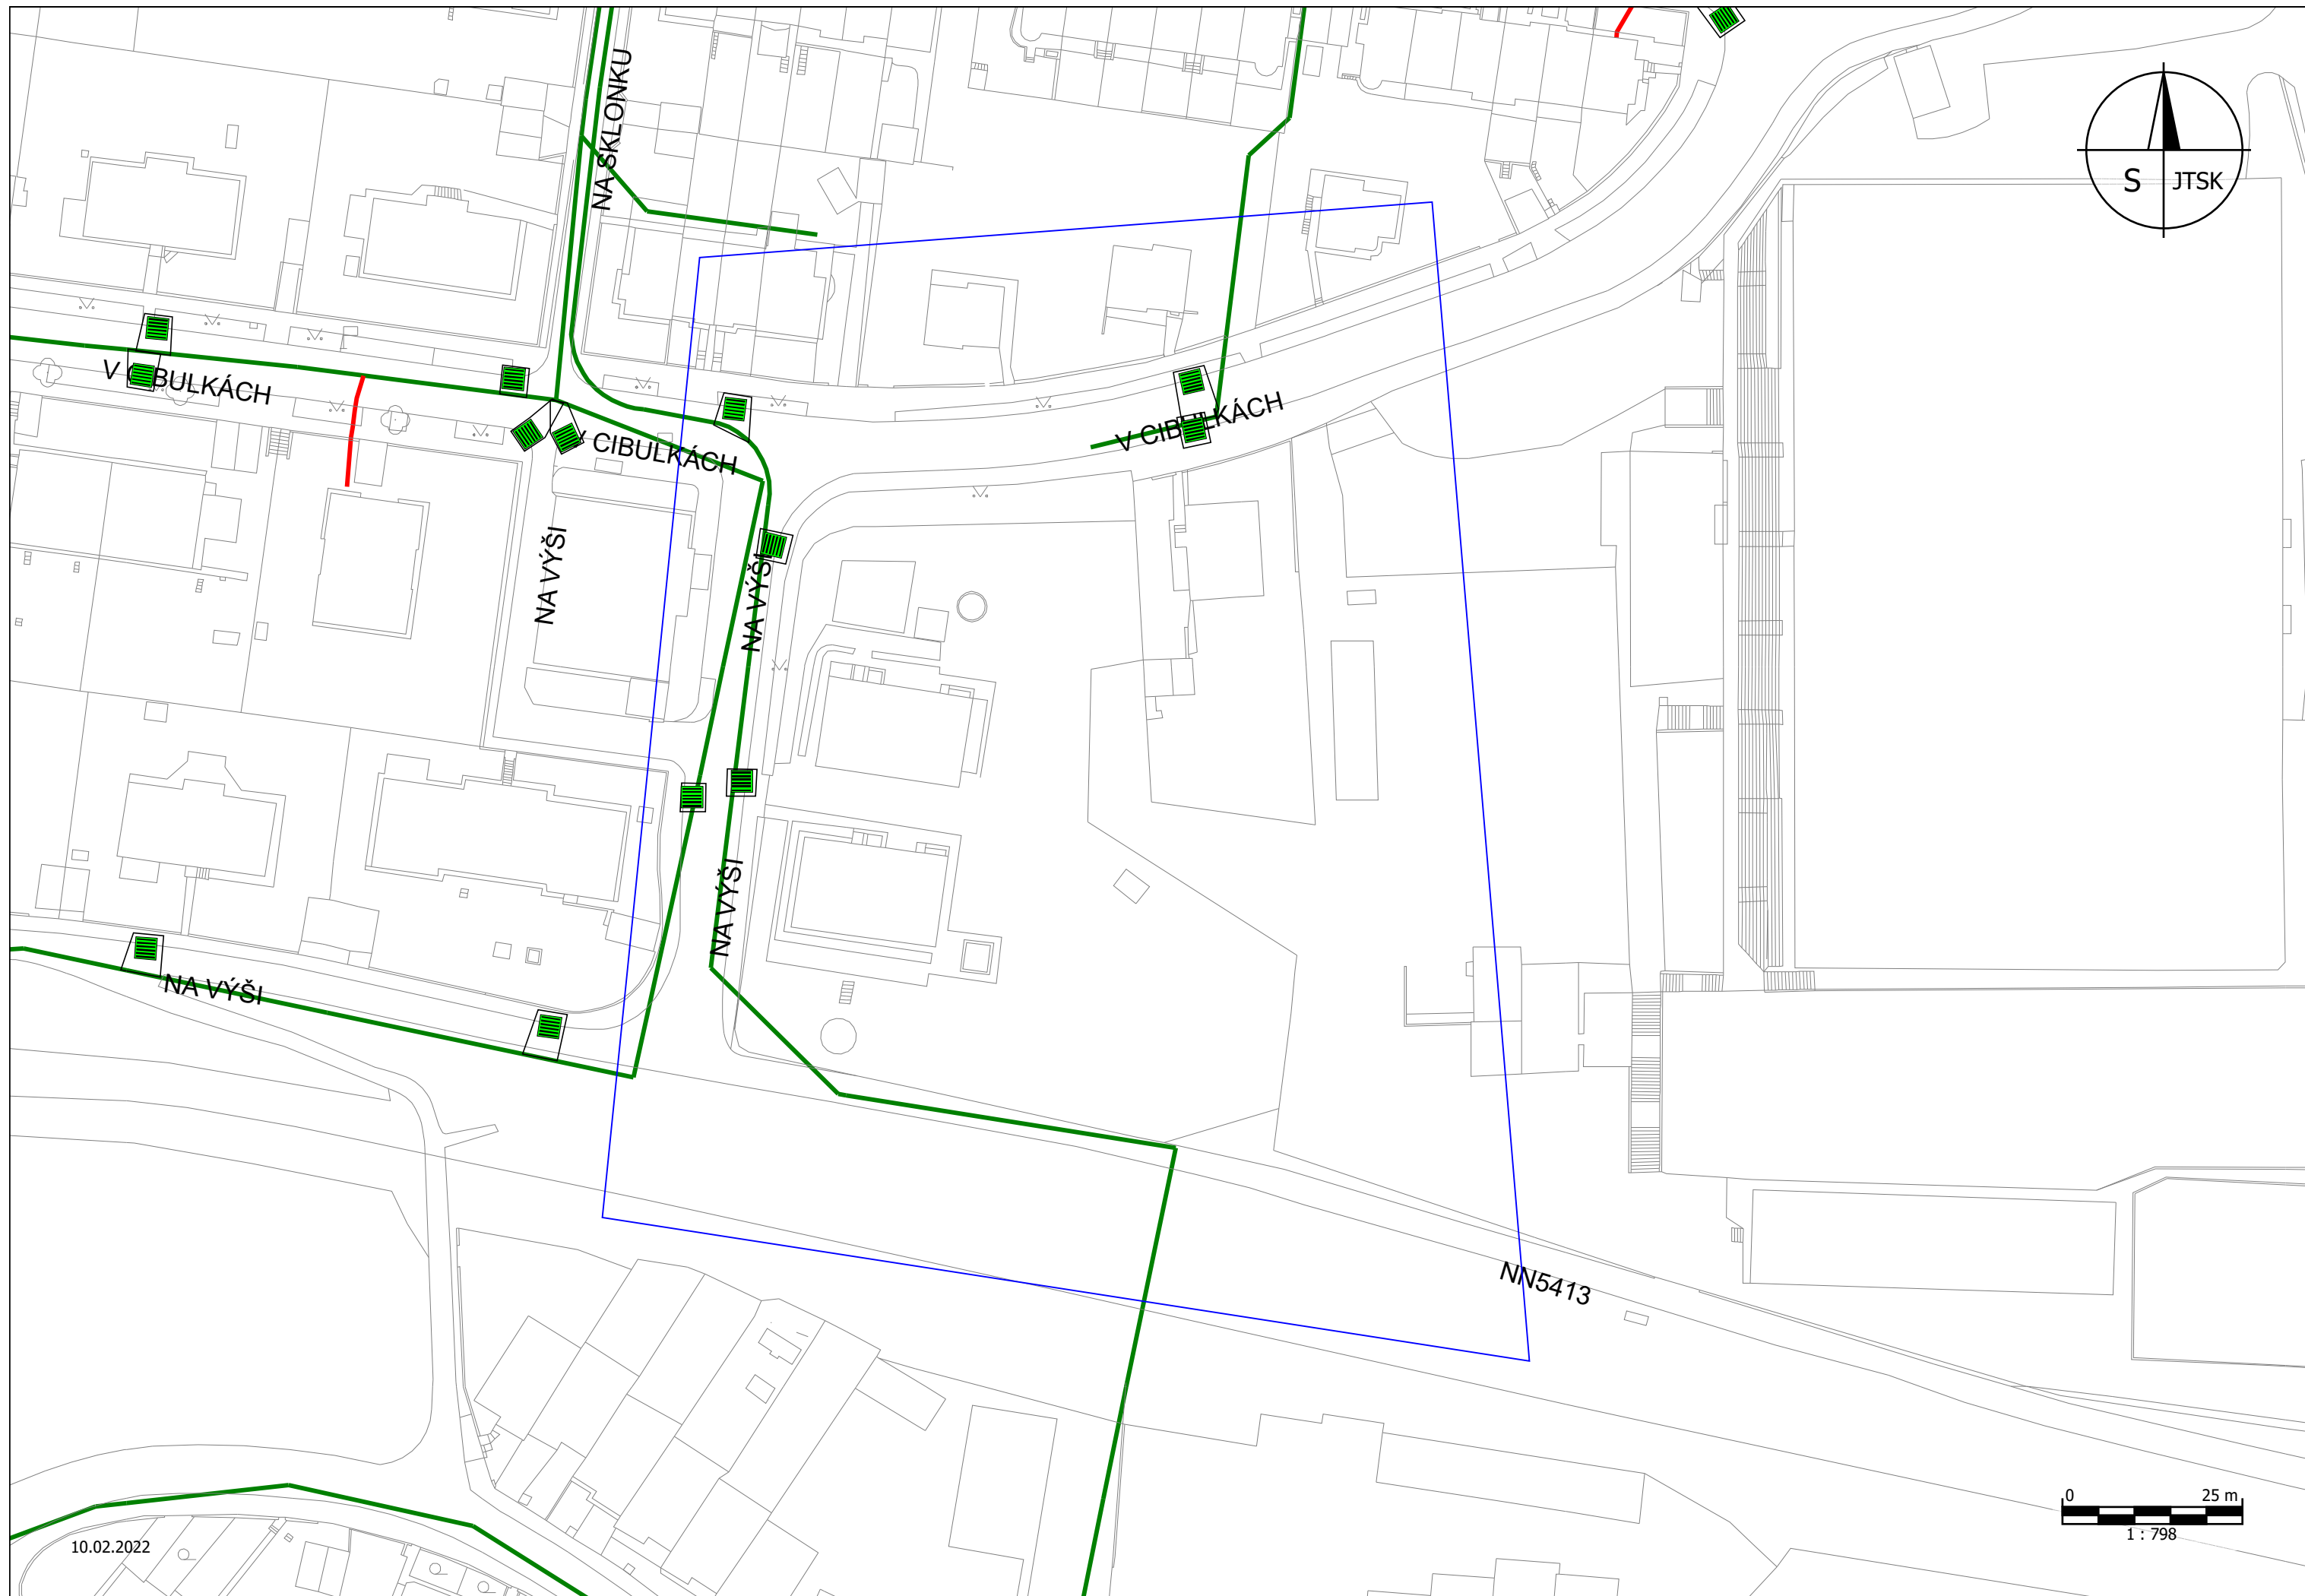 NA SKLONKU
S JTSK
V CIBULKÁCH
V CIBULKÁCH
V CIBULKÁCH
NA VÝŠI
NA VÝŠI
NA VÝŠI
NA VÝŠI
NN5413
0 25 m
1 : 798
10.02.2022